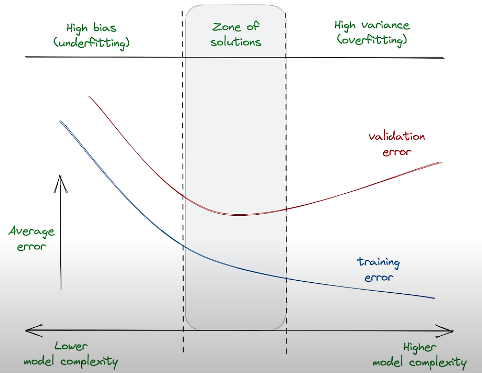 High bias
(underfitting)
Zone of
solutions
High variance
(overfitting)
validation
error
Average
error
training
error
Lower
model complexity
Higher
model complexity